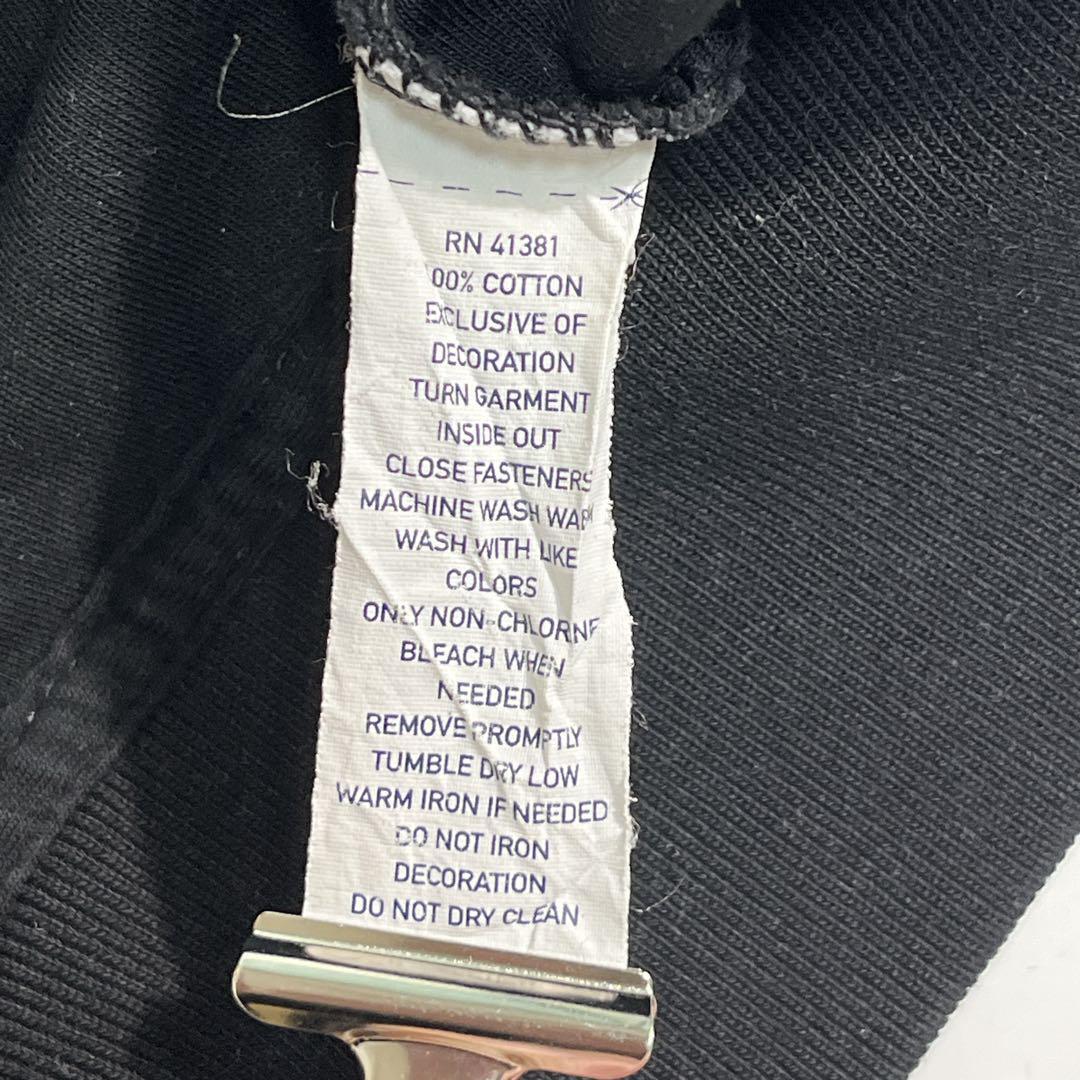 RN 41381
00% COTTON
EXCLUSIVE OF
DECORATION
TURN GARMENT
INSIDE OUT
CLOSE FASTENERS
MACHINE WASH WARM
WASH WITH LIKE
COLORS
ONLY NON-CHLORINE
BLEACH WHEN
NEEDED
REMOVE PROMPTLY
TUMBLE DRY LOW
WARM IRON IF NEEDED
DO NOT IRON
DECORATION
DO NOT DRY CLEAN